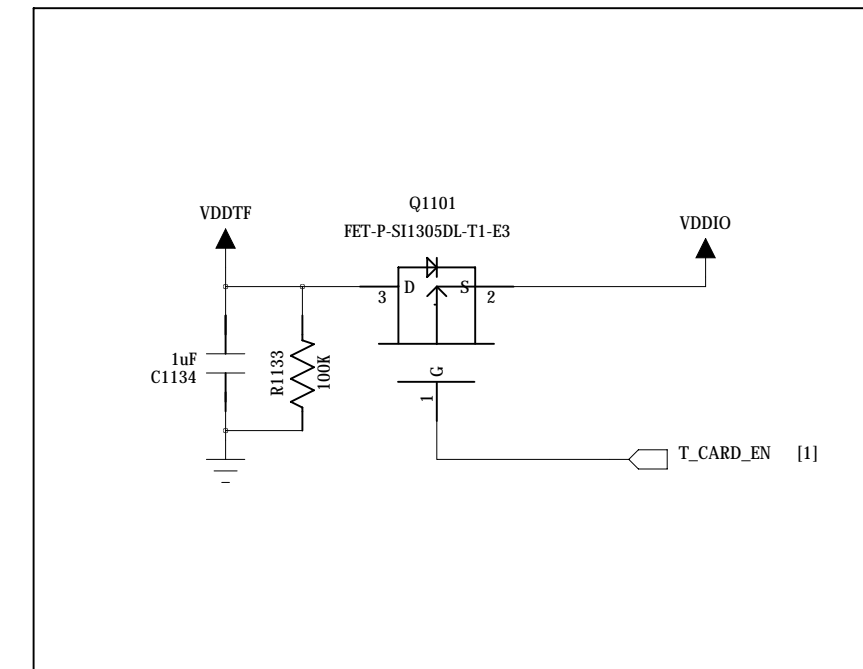 Q1101
VDDTF
VDDIO
FET-P-SI1305DL-T1-E3
3
D
S
2
1uF
C1134
R1133
100K
G
1
T_CARD_EN [1]